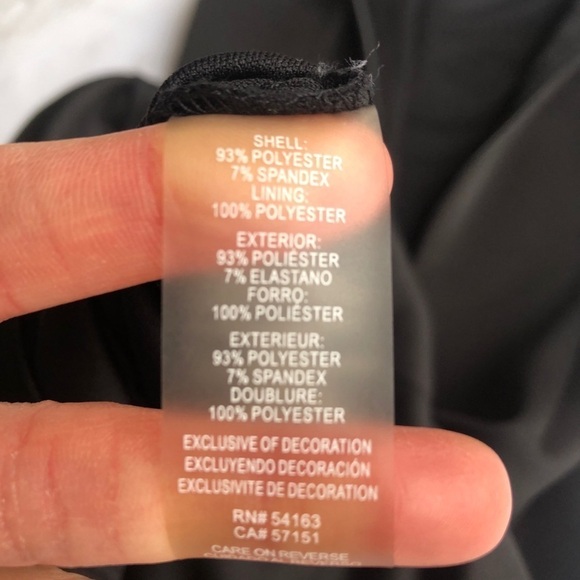 SHELL:
93% POLYESTER
7% SPANDEX
LINING:
100% POLYESTER
EXTERIOR:
93% POLIÉSTER
7% ELASTANO
FORRO:
100% POLIÉSTER
EXTERIEUR:
93% POLYESTER
7% SPANDEX
DOUBLURE:
100% POLYESTER
EXCLUSIVE OF DECORATION
EXCLUYENDO DECORACIÓN
EXCLUSIVITE DE DECORATION
RN# 54163
CA# 57151
CARE ON REVERSE